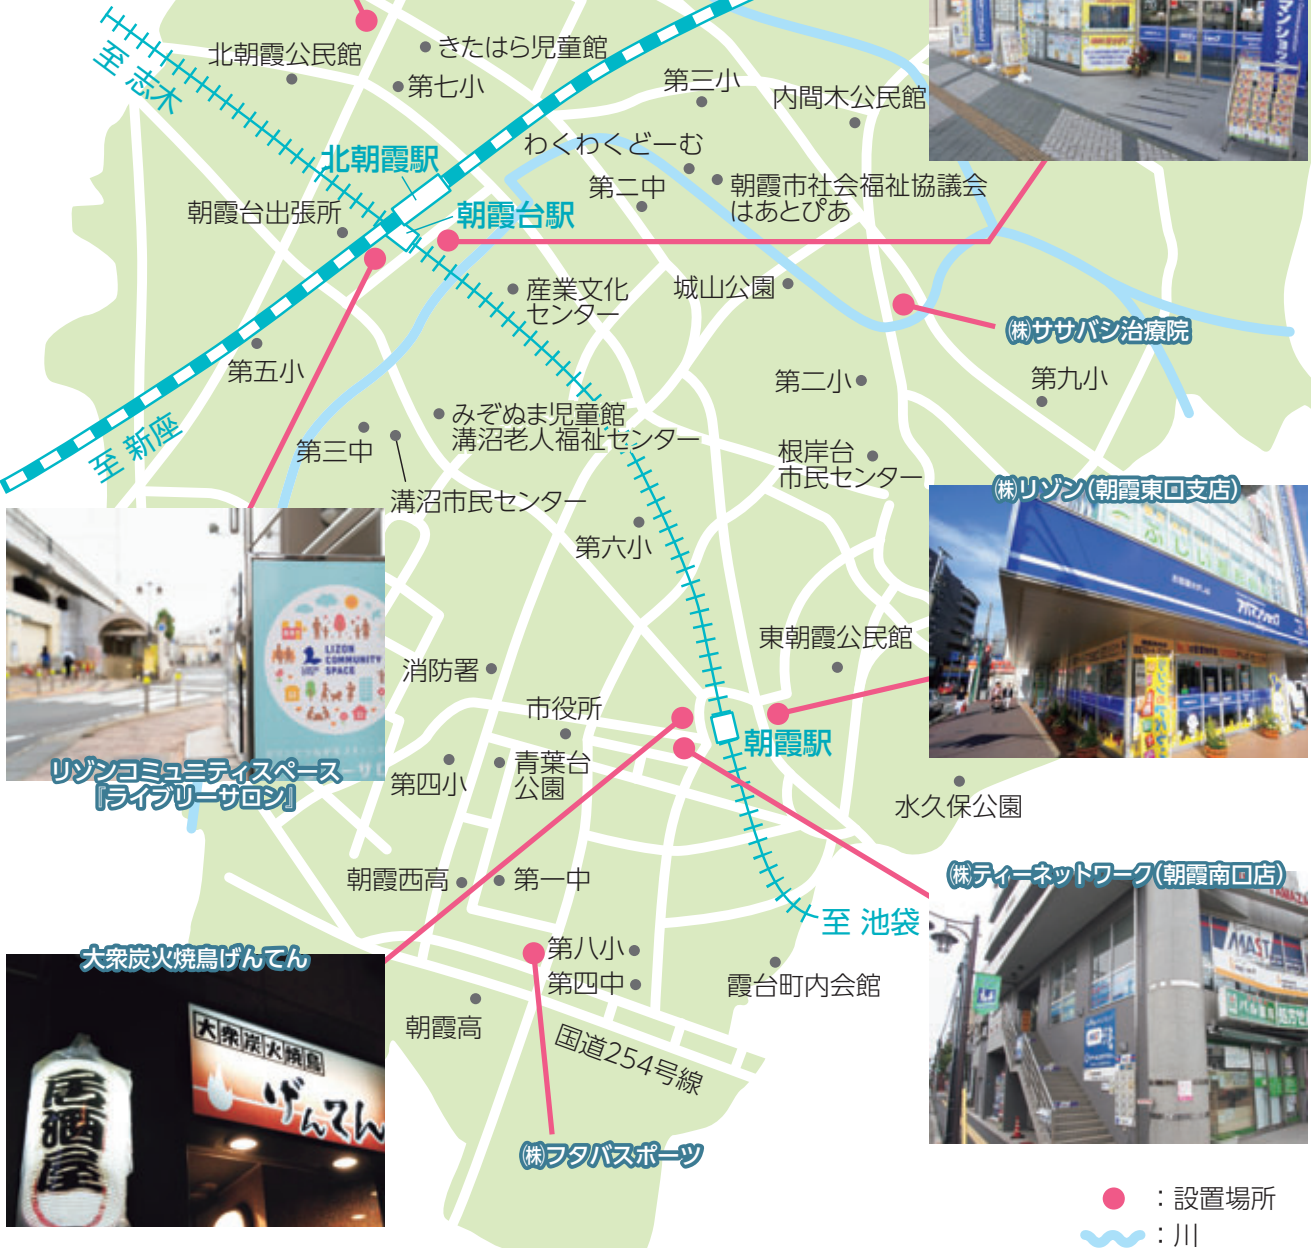 至 志木
北朝霞公民館
きたはら児童館
第七小
第三小
内間木公民館
わくわくどーむ
北朝霞駅
第二中
朝霞市社会福祉協議会
はあとぴあ
朝霞台出張所
朝霞台駅
産業文化
センター
城山公園
㈱ササバシ治療院
第五小
第二小
第九小
至 新座
みぞぬま児童館
溝沼老人福祉センター
第三中
根岸台
市民センター
溝沼市民センター
㈱リゾン(朝霞東口支店)
第六小
アパマンショップ
LIZON
COMMUNITY
SPACE
リゾンコミュニティスペース
『ライブリーサロン』
消防署
東朝霞公民館
市役所
朝霞駅
第四小
青葉台
公園
水久保公園
朝霞西高
第一中
㈱ティーネットワーク(朝霞南口店)
至 池袋
MAST
大衆炭火焼鳥げんてん
大衆炭火焼鳥
げんてん
居酒屋
第八小
第四中
霞台町内会館
朝霞高
国道254号線
㈱フタバスポーツ
：設置場所
：川